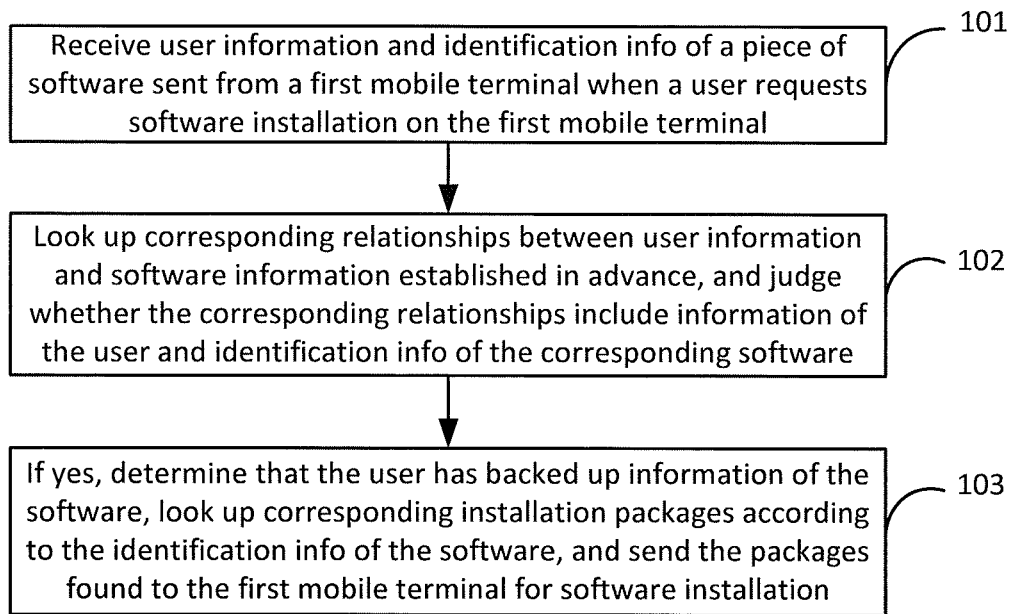 101
Receive user information and identification info of a piece of
software sent from a first mobile terminal when a user requests
software installation on the first mobile terminal
102
Look up corresponding relationships between user information
and software information established in advance, and judge
whether the corresponding relationships include information of
the user and identification info of the corresponding software
103
If yes, determine that the user has backed up information of the
software, look up corresponding installation packages according
to the identification info of the software, and send the packages
found to the first mobile terminal for software installation